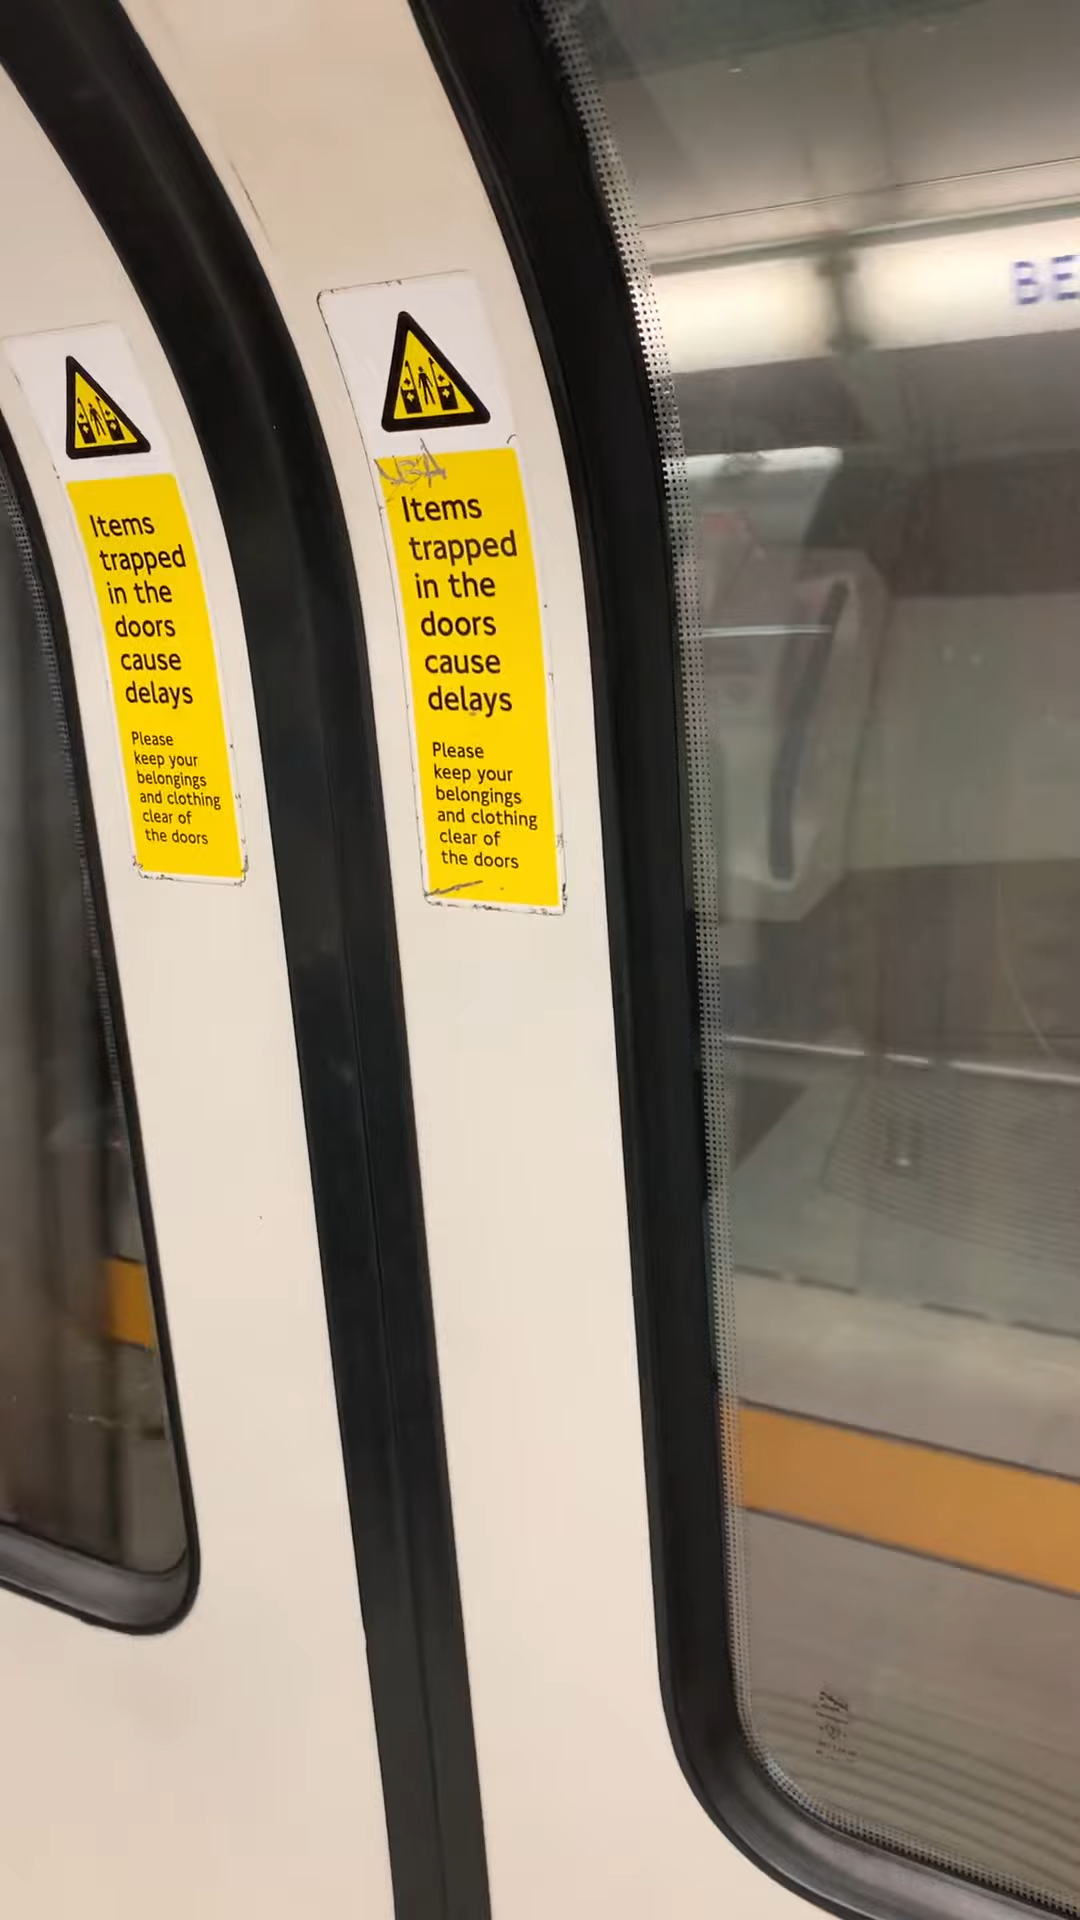 Items
trapped
in the
doors
cause
delays
Please
keep your
belongings
and clothing
clear of
the doors
Items
trapped
in the
doors
cause
delays
Please
keep your
belongings
and clothing
clear of
the doors
BE